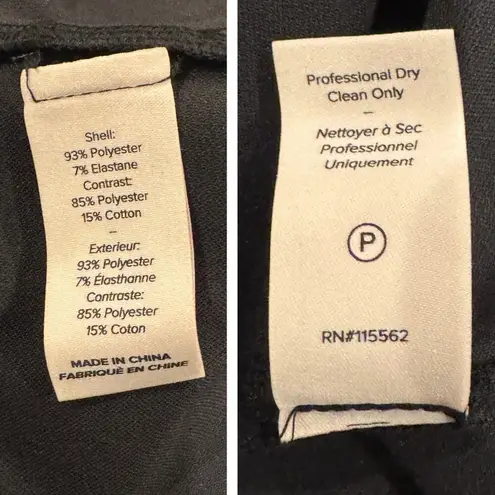 Shell:
93% Polyester
7% Elastane
Contrast:
85% Polyester
15% Cotton
–
Exterieur:
93% Polyester
7% Élasthanne
Contraste:
85% Polyester
15% Coton
MADE IN CHINA
FABRIQUÉ EN CHINE
Professional Dry
Clean Only
–
Nettoyer à Sec
Professionnel
Uniquement
P
RN#115562